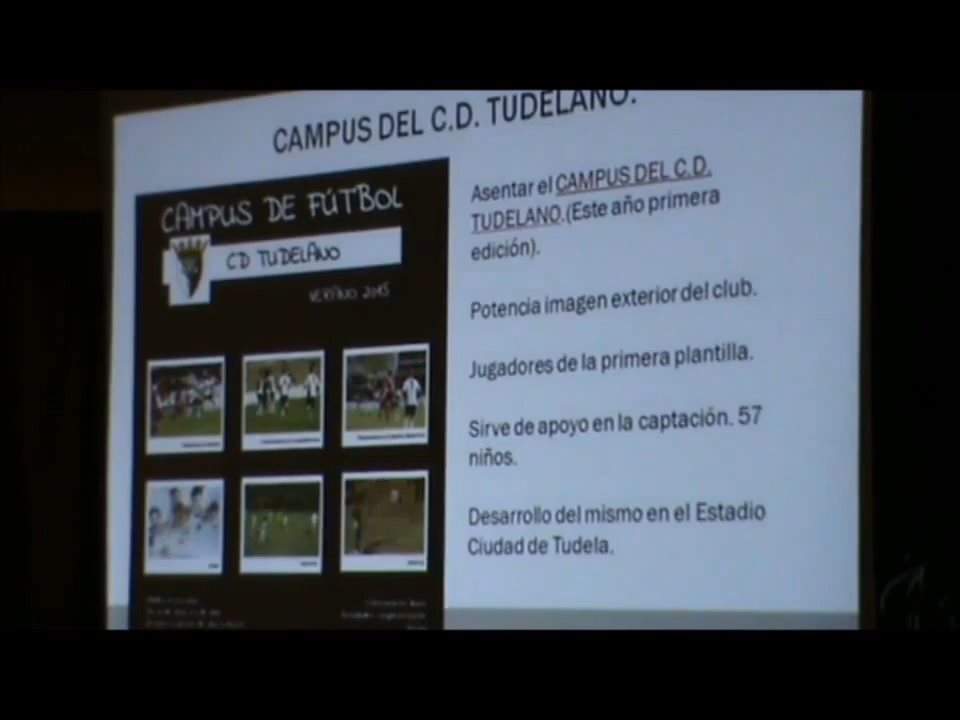 CAMPUS DEL C.D. TUDELANO.
CAMPUS DE FÚTBOL
CD TUDELANO
VERANO 2015
Asentar el CAMPUS DEL C.D.
TUDELANO.(Este año primera
edición).
Potencia imagen exterior del club.
Jugadores de la primera plantilla.
Sirve de apoyo en la captación. 57
niños.
Desarrollo del mismo en el Estadio
Ciudad de Tudela.